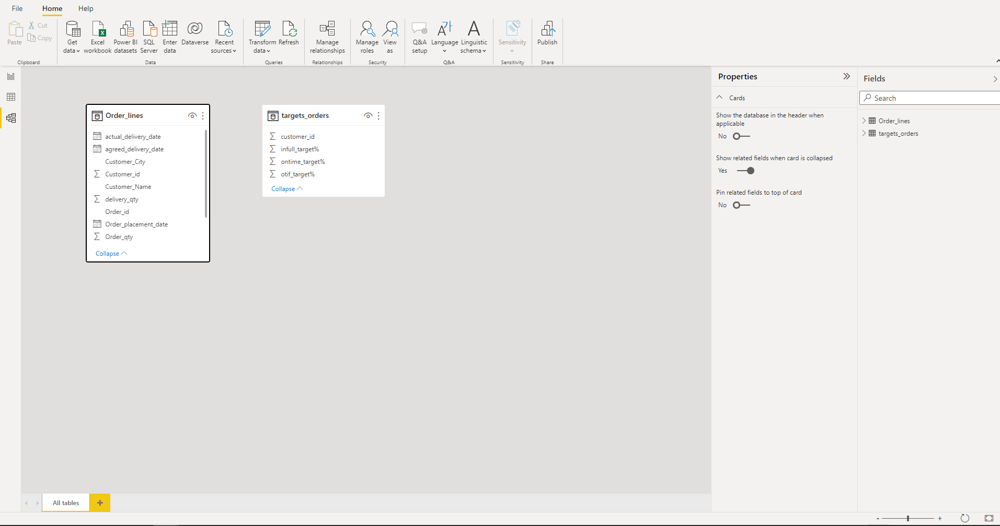 File Home Help
Paste
Cut
Copy
Get data
Excel workbook
Power BI datasets
SQL Server
Enter data
Dataverse
Recent sources
Transform data
Refresh
Manage relationships
Manage roles
View as
Q&A setup
Language
Linguistic schema
Sensitivity
Publish
Clipboard Data Queries Relationships Security Q&A Sensitivity Share
Order_lines
actual_delivery_date
agreed_delivery_date
Customer_City
Customer_id
Customer_Name
delivery_qty
Order_id
Order_placement_date
Order_qty
Collapse
targets_orders
customer_id
infull_target%
ontime_target%
otif_target%
Collapse
Properties
Cards
Show the database in the header when
applicable
No
Show related fields when card is collapsed
Yes
Pin related fields to top of card
No
Fields
Search
Order_lines
targets_orders
All tables +
- +